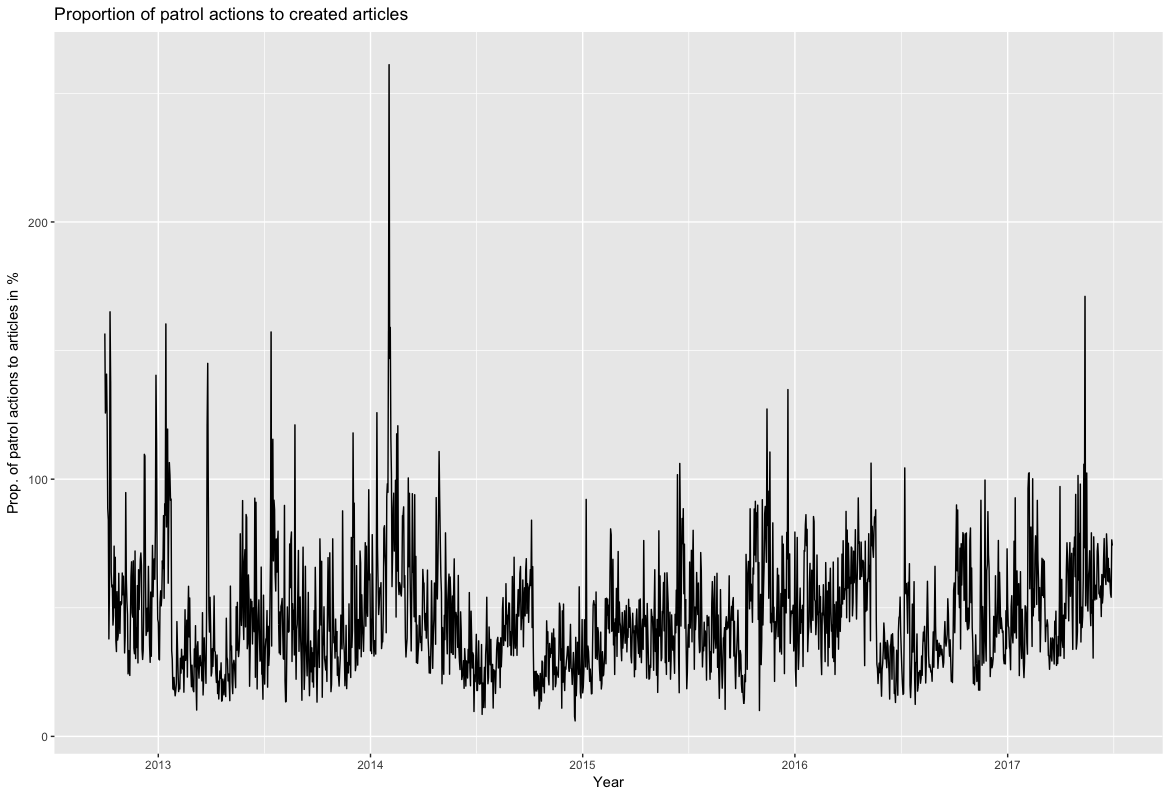 Proportion of patrol actions to created articles
Prop. of patrol actions to articles in %
200
100
0
2013
2014
2015
2016
2017
Year